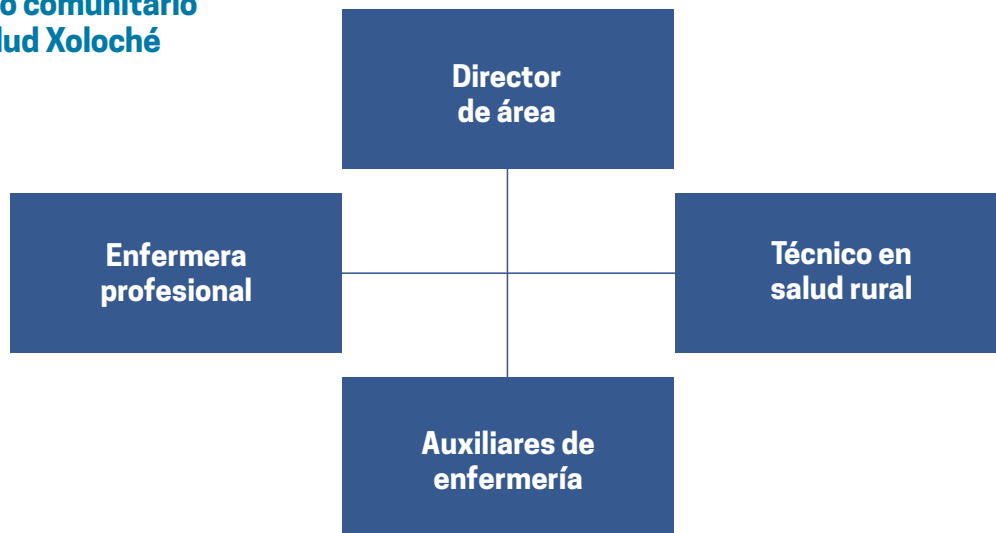 o comunitario
lud Xoloché
Director
de área
Enfermera
profesional
Técnico en
salud rural
Auxiliares de
enfermería